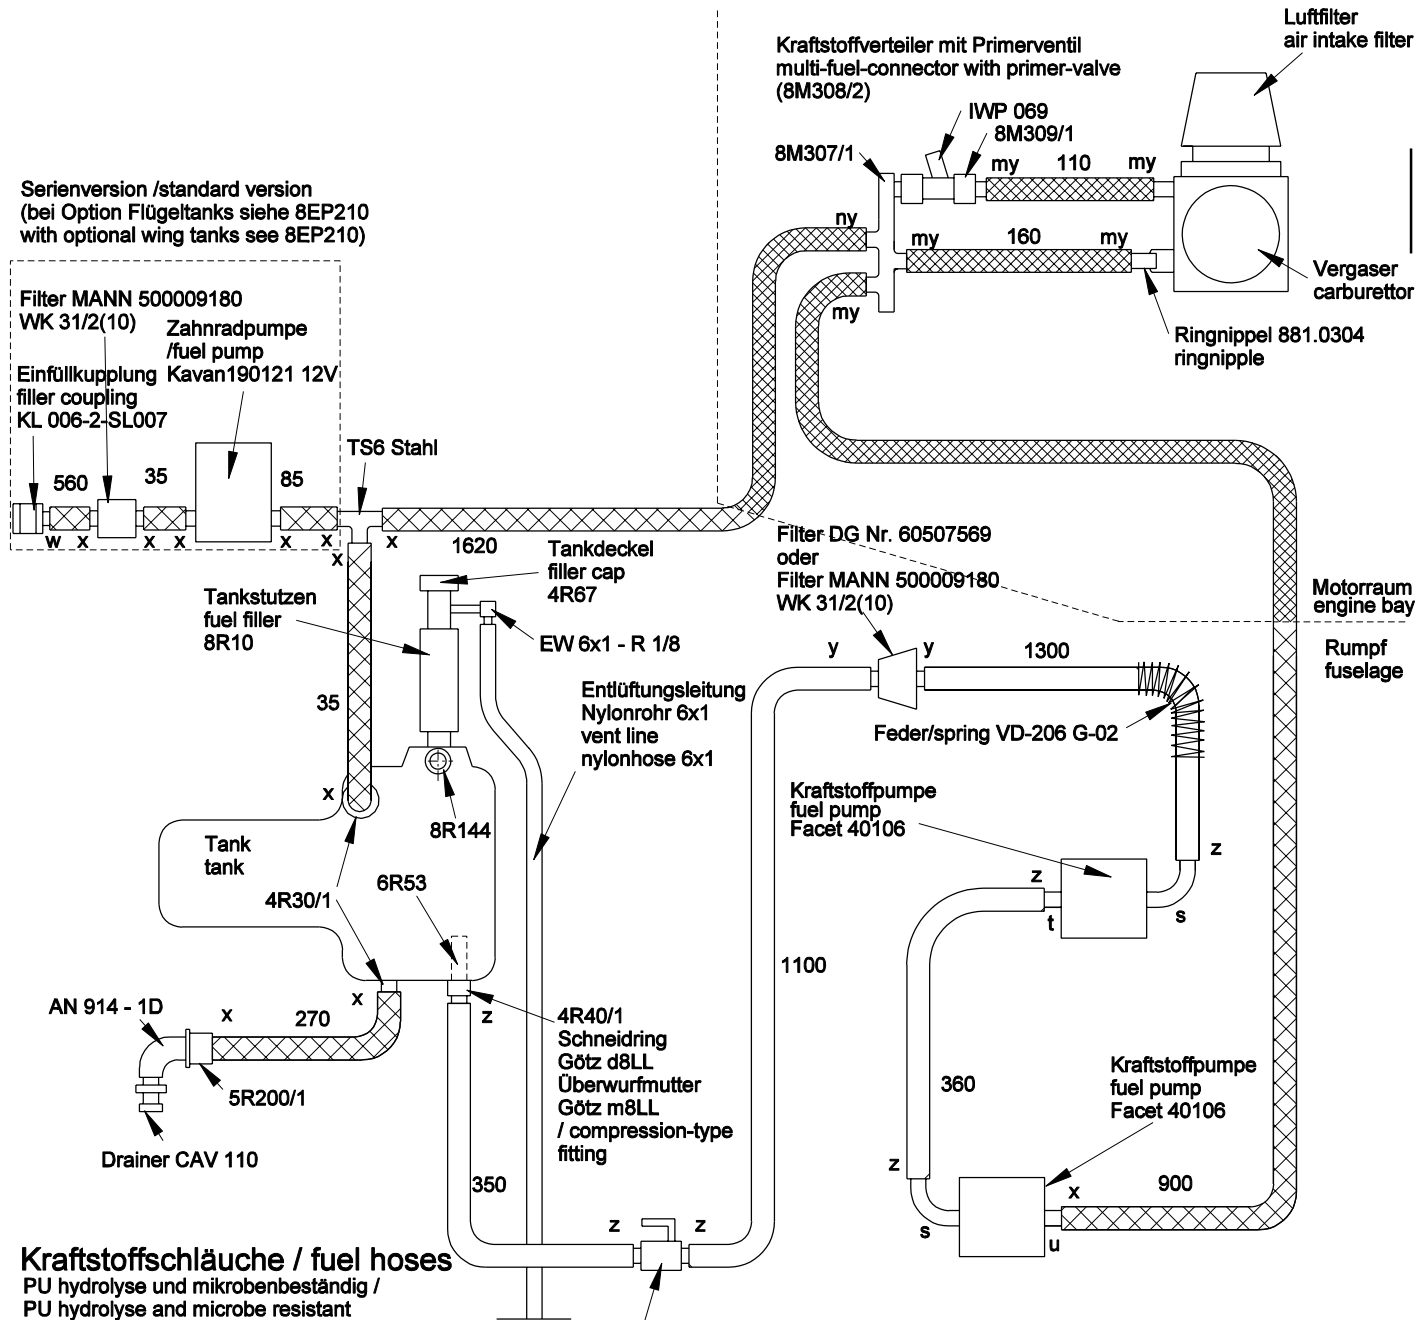 Luftfilter
air intake filter
Kraftstoffverteiler mit Primerventil
multi-fuel-connector with primer-valve
(8M308/2)
IWP 069
8M309/1
8M307/1
my
110
my
Serienversion /standard version
(bei Option Flügeltanks siehe 8EP210
with optional wing tanks see 8EP210)
ny
my
160
my
my
Vergaser
carburettor
Ringnippel 881.0304
ringnipple
Filter MANN 500009180
WK 31/2(10)
Zahnradpumpe
/fuel pump
Kavan190121 12V
Einfüllkupplung
filler coupling
KL 006-2-SL007
TS6 Stahl
560
35
85
w
x
x
x
x
x
x
x
1620
Tankdeckel
filler cap
4R67
Filter DG Nr. 60507569
oder
Filter MANN 500009180
WK 31/2(10)
Motorraum
engine bay
Rumpf
fuselage
Tankstutzen
fuel filler
8R10
EW 6x1 - R 1/8
y
y
1300
35
Entlüftungsleitung
Nylonrohr 6x1
vent line
nylonhose 6x1
Feder/spring VD-206 G-02
x
8R144
Kraftstoffpumpe
fuel pump
Facet 40106
Tank
tank
z
z
6R53
4R30/1
t
s
1100
AN 914 - 1D
x
x
270
z
4R40/1
Schneidring
Götz d8LL
Überwurfmutter
Götz m8LL
/ compression-type
fitting
5R200/1
360
Kraftstoffpumpe
fuel pump
Facet 40106
Drainer CAV 110
350
z
x
900
z
z
s
u
Kraftstoffschläuche / fuel hoses
PU hydrolyse und mikrobenbeständig /
PU hydrolyse and microbe resistant